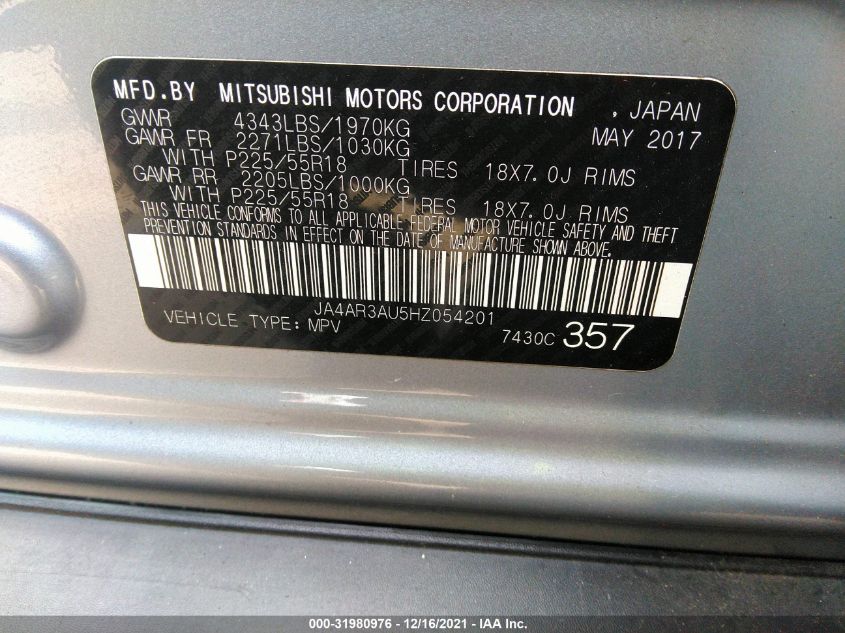 MFD.BY MITSUBISHI MOTORS CORPORATION , JAPAN
GVWR 4343LBS/1970KG MAY 2017
GAWR FR 2271LBS/1030KG
WITH P225/55R18 TIRES 18X7.0J RIMS
GAWR RR 2205LBS/1000KG
WITH P225/55R18 TIRES 18X7.0J RIMS
THIS VEHICLE CONFORMS TO ALL APPLICABLE FEDERAL MOTOR VEHICLE SAFETY AND THEFT
PREVENTION STANDARDS IN EFFECT ON THE DATE OF MANUFACTURE SHOWN ABOVE.
JA4AR3AU5HZ054201
VEHICLE TYPE:MPV 7430C 357
000-31980976 - 12/16/2021 - IAA Inc.